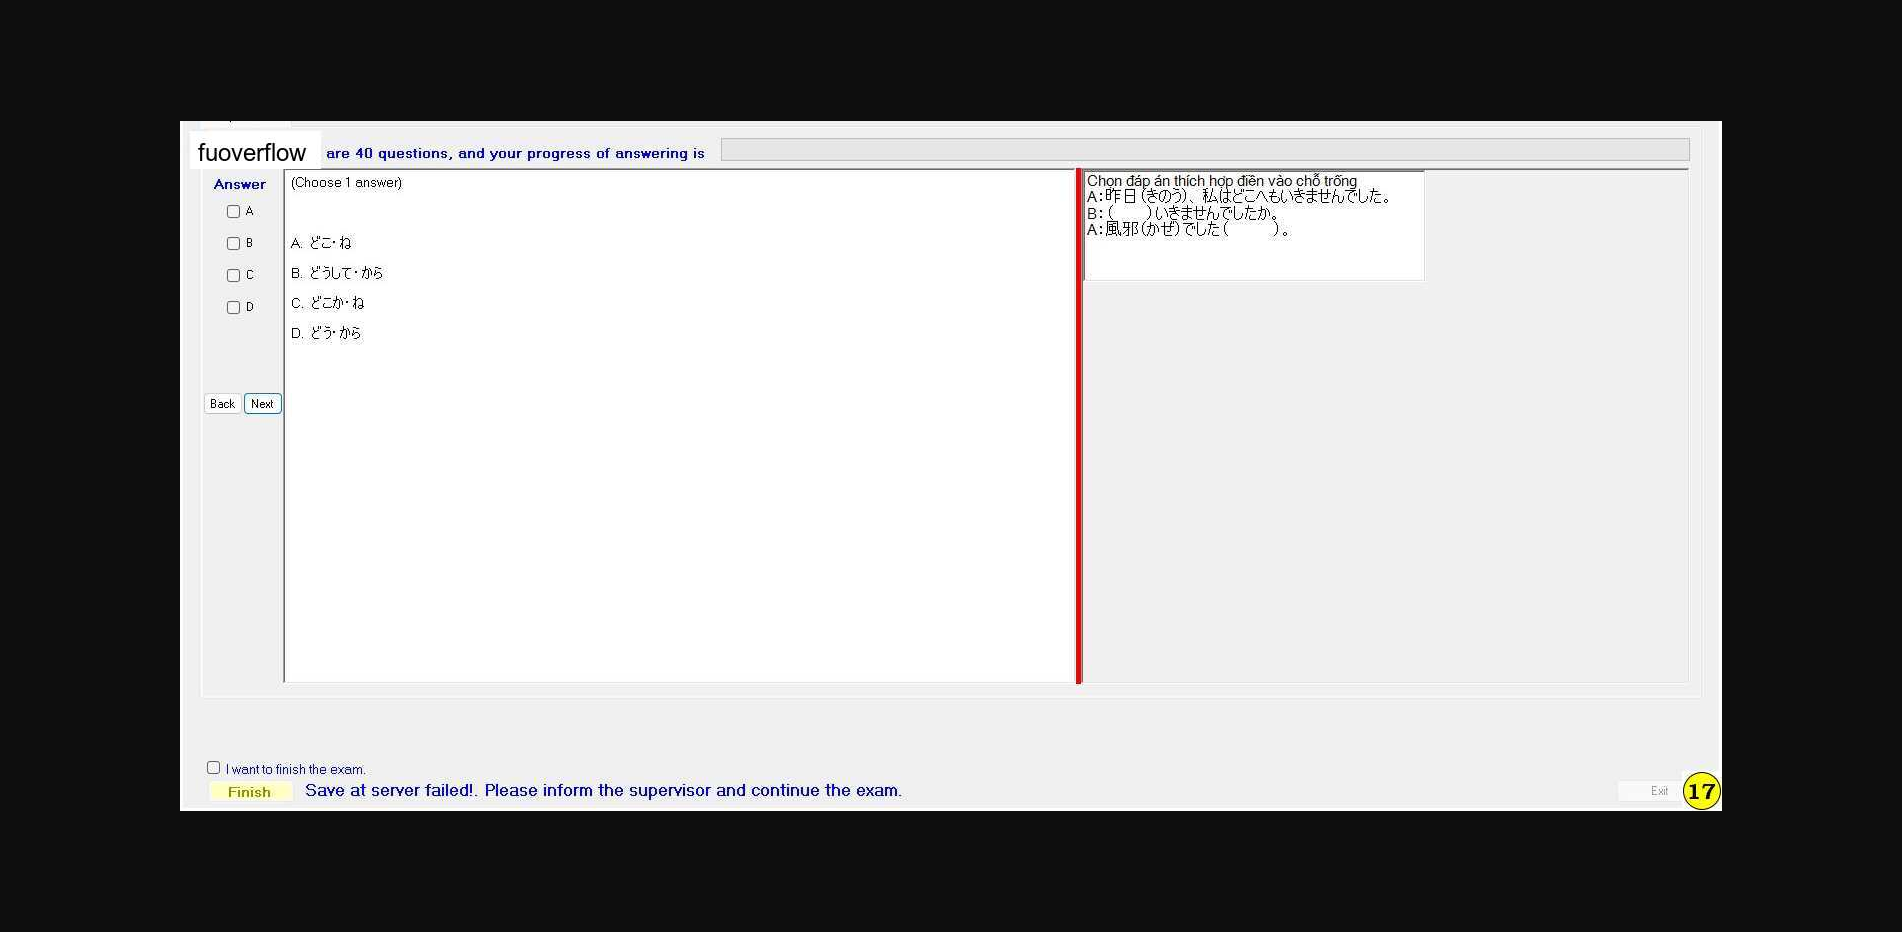 fuoverflow are 40 questions, and your progress of answering is
Answer
A
B
C
D
Back Next
(Choose 1 answer)
A. どこ・ね
B. どうして・から
C. どこか・ね
D. どう・から
Chọn đáp án thích hợp điền vào chỗ trống
A:昨日(きのう)、私はどこへもいきませんでした。
B:( )いきませんでしたか。
A:風邪(かぜ)でした( )。
I want to finish the exam.
Finish Save at server failed!. Please inform the supervisor and continue the exam.
Exit 17